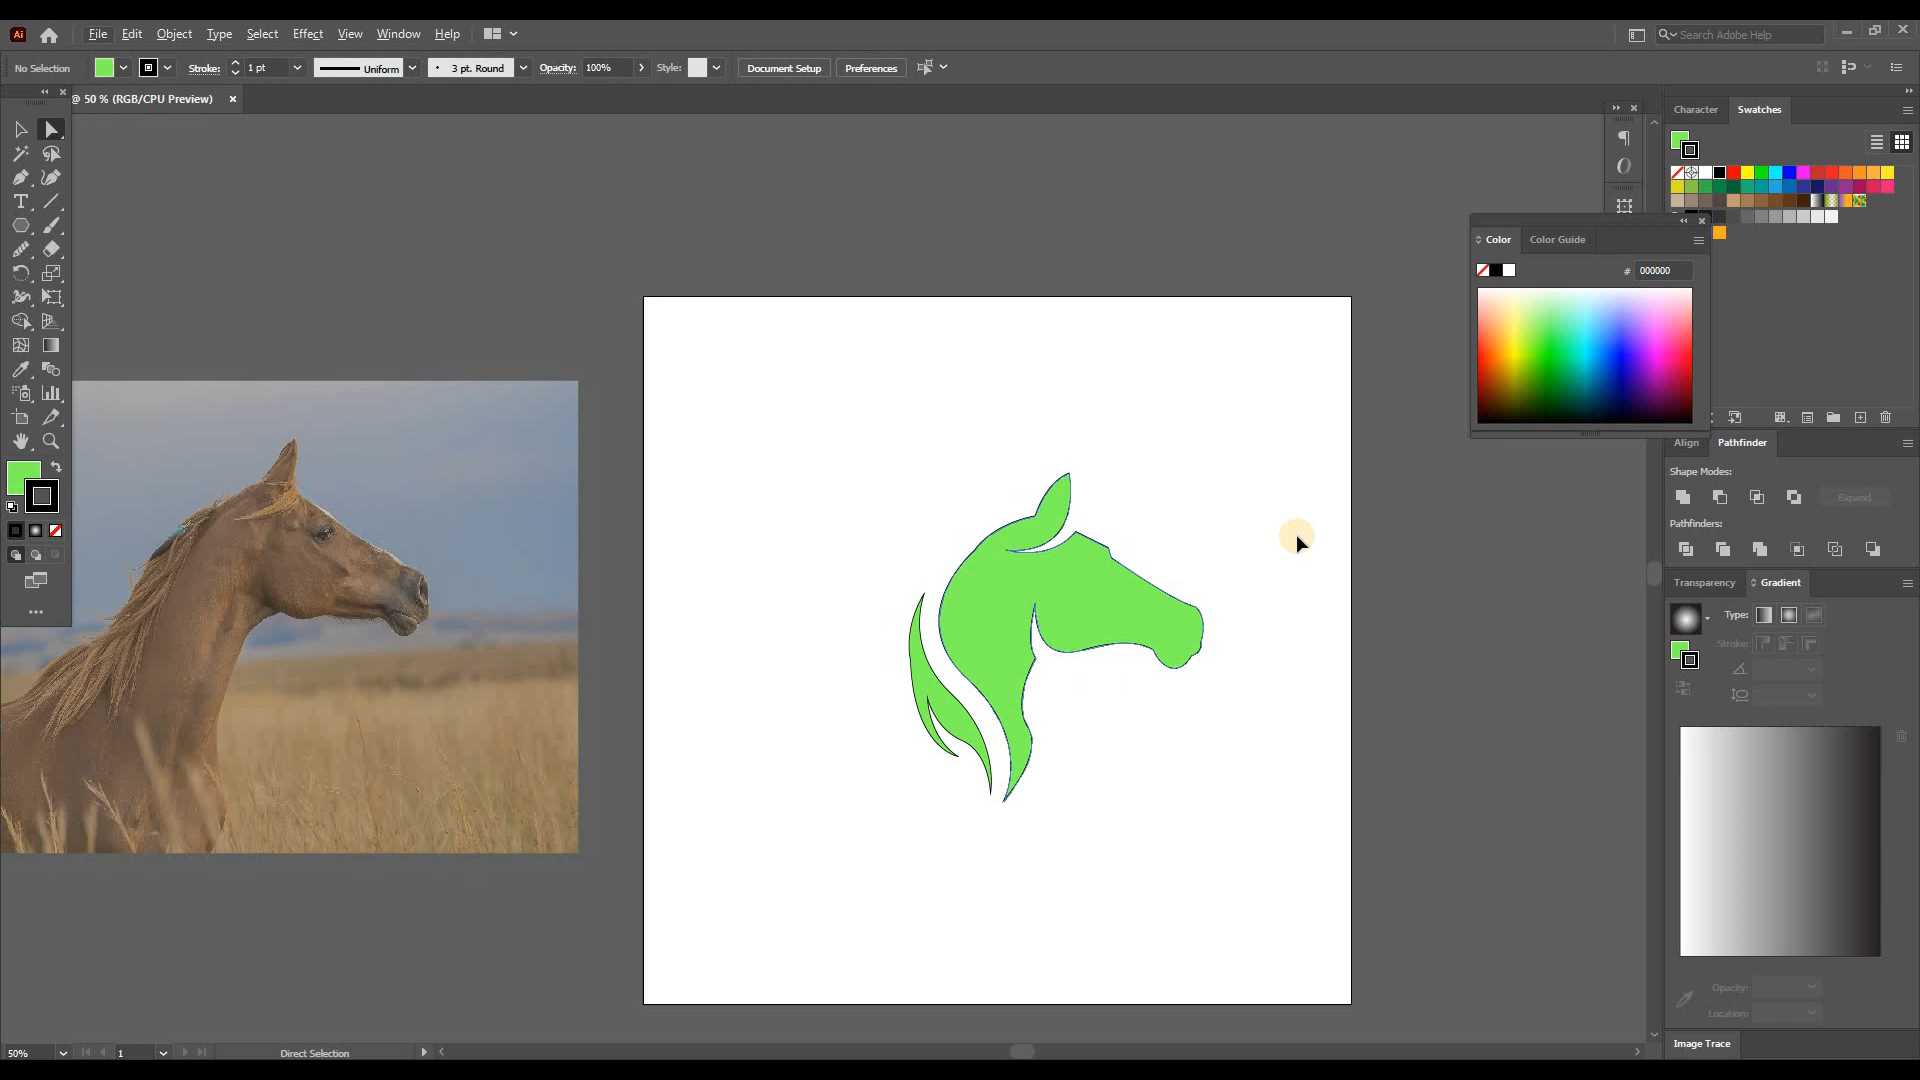 Ai File Edit Object Type Select Effect View Window Help Search Adobe Help
No Selection Stroke: 1 pt Uniform 3 pt. Round Opacity: 100% Style: Document Setup Preferences
@ 50 % (RGB/CPU Preview)
Character Swatches
Color Color Guide
# 000000
Align Pathfinder
Shape Modes:
Expand
Pathfinders:
Transparency Gradient
Type:
Stroke:
Opacity:
Location:
Image Trace
50% 1 Direct Selection